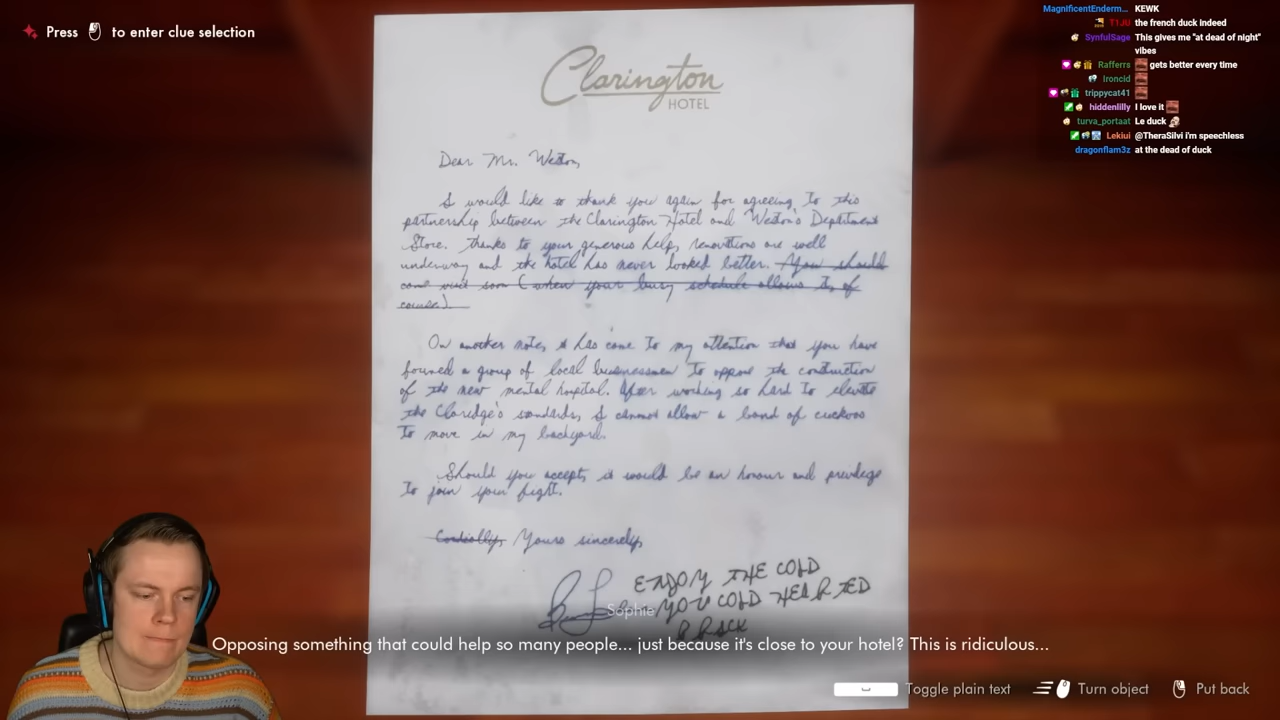 Press to enter clue selection
Clarington
HOTEL
Dear Mr. Weston,
I would like to thank you again for agreeing to this
partnership between the Clarington Hotel and Weston's Department
Store. Thanks to your generous help, renovations are well
underway and the hotel has never looked better. You should
come visit soon (when your busy schedule allows it, of
course).
On another note, it has come to my attention that you have
formed a group of local businessmen to oppose the construction
of the new mental hospital. After working so hard to elevate
the Claridge's standards, I cannot allow a band of cuckoos
to move in my backyard.
Should you accept, it would be an honour and privilege
to join your fight.
Cordially, Yours sincerely,
ENJOY THE COLD
YOU COLD HEARTED
Sophie
Opposing something that could help so many people... just because it's close to your hotel? This is ridiculous...
Toggle plain text Turn object Put back
MagnificentEnderm... KEWK
T1JU the french duck indeed
SynfulSage This gives me "at dead of night"
vibes
Rafferrs gets better every time
ironcid
trippycat41
hiddenlilly I love it
turva_portaat Le duck
Lekiui @TheraSilvi i'm speechless
dragonflam3z at the dead of duck